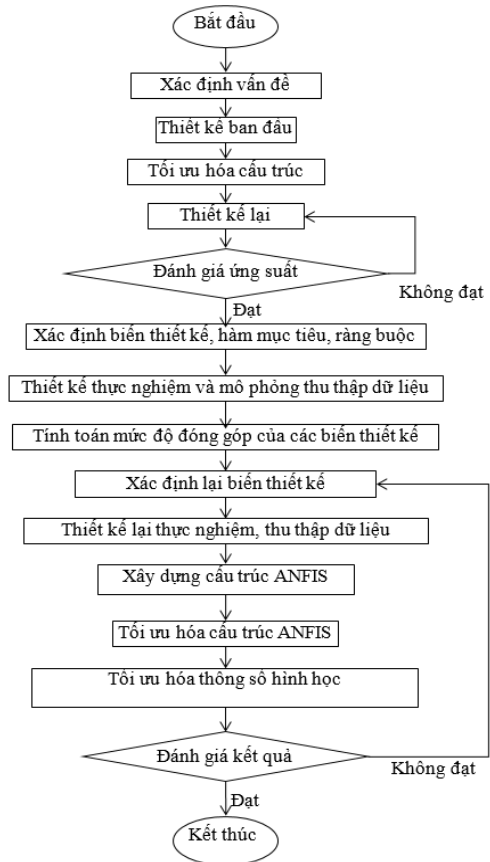 Bắt đầu
Xác định vấn đề
Thiết kế ban đầu
Tối ưu hóa cấu trúc
Thiết kế lại
Đánh giá ứng suất
Không đạt
Đạt
Xác định biến thiết kế, hàm mục tiêu, ràng buộc
Thiết kế thực nghiệm và mô phỏng thu thập dữ liệu
Tính toán mức độ đóng góp của các biến thiết kế
Xác định lại biến thiết kế
Thiết kế lại thực nghiệm, thu thập dữ liệu
Xây dựng cấu trúc ANFIS
Tối ưu hóa cấu trúc ANFIS
Tối ưu hóa thông số hình học
Đánh giá kết quả
Không đạt
Đạt
Kết thúc